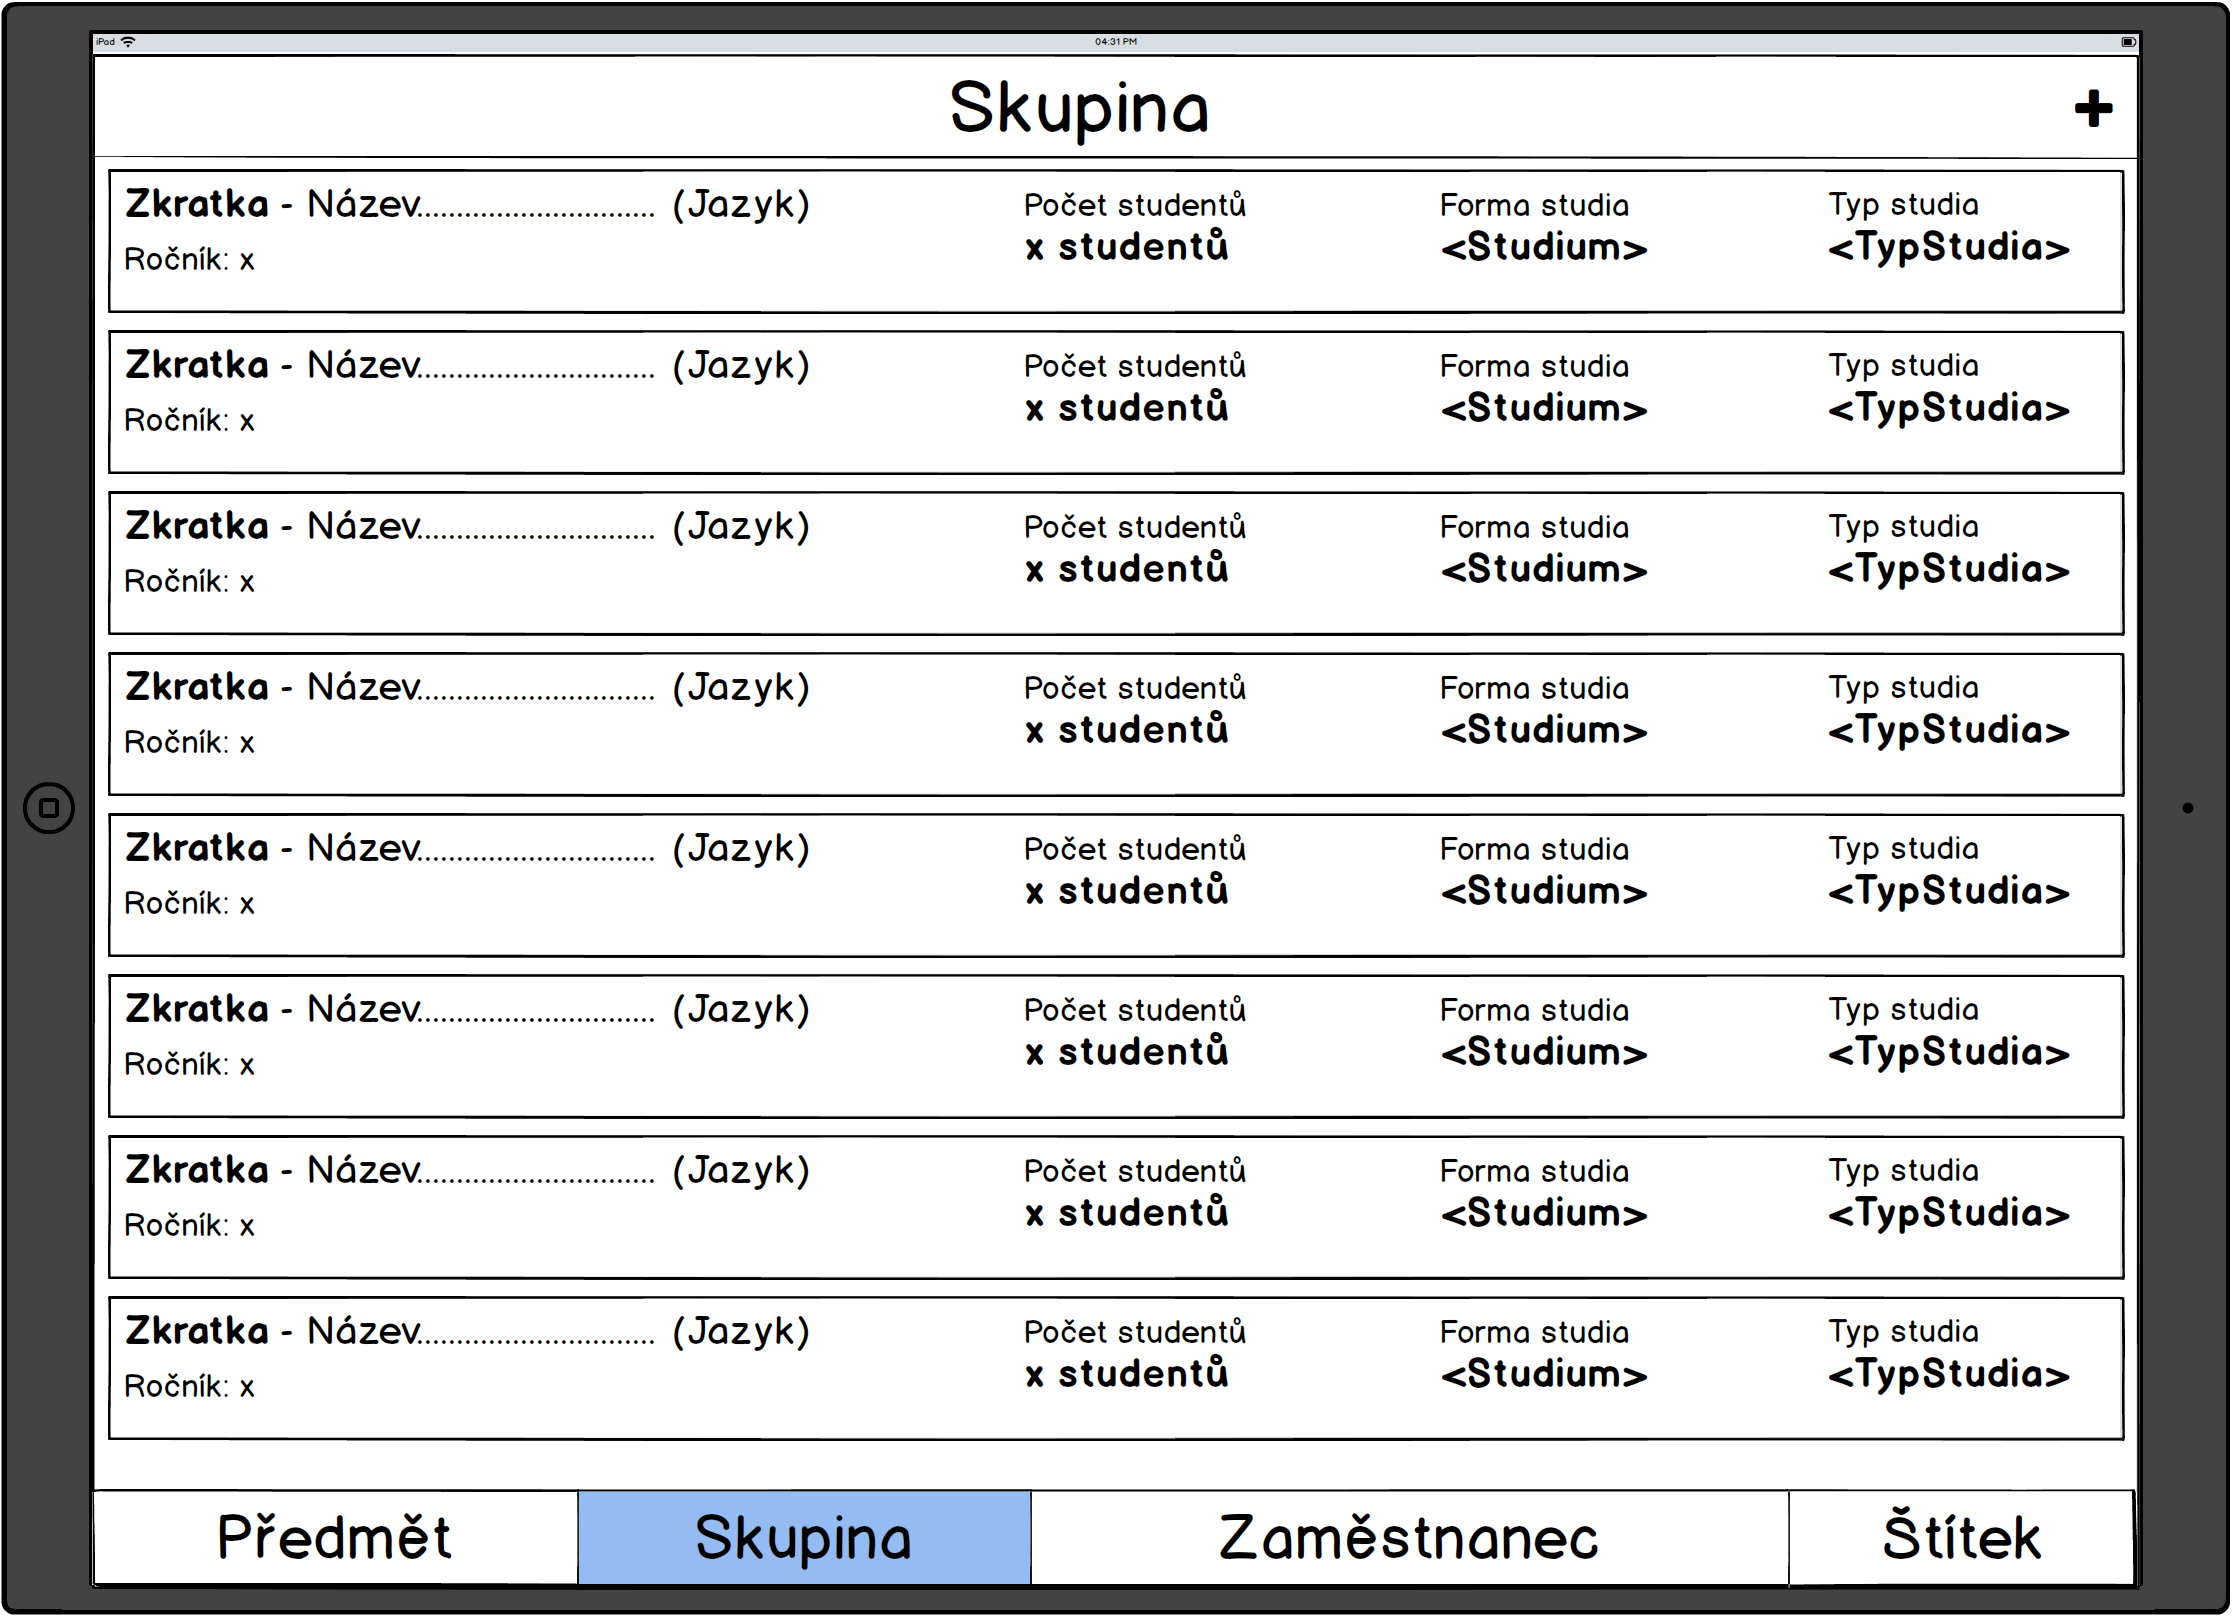 iPad 04:31 PM
Skupina
Zkratka - Název.............................. (Jazyk) Počet studentů Forma studia Typ studia
Ročník: x x studentů <Studium> <TypStudia>
Zkratka - Název.............................. (Jazyk) Počet studentů Forma studia Typ studia
Ročník: x x studentů <Studium> <TypStudia>
Zkratka - Název.............................. (Jazyk) Počet studentů Forma studia Typ studia
Ročník: x x studentů <Studium> <TypStudia>
Zkratka - Název.............................. (Jazyk) Počet studentů Forma studia Typ studia
Ročník: x x studentů <Studium> <TypStudia>
Zkratka - Název.............................. (Jazyk) Počet studentů Forma studia Typ studia
Ročník: x x studentů <Studium> <TypStudia>
Zkratka - Název.............................. (Jazyk) Počet studentů Forma studia Typ studia
Ročník: x x studentů <Studium> <TypStudia>
Zkratka - Název.............................. (Jazyk) Počet studentů Forma studia Typ studia
Ročník: x x studentů <Studium> <TypStudia>
Zkratka - Název.............................. (Jazyk) Počet studentů Forma studia Typ studia
Ročník: x x studentů <Studium> <TypStudia>
Předmět Skupina Zaměstnanec Štítek